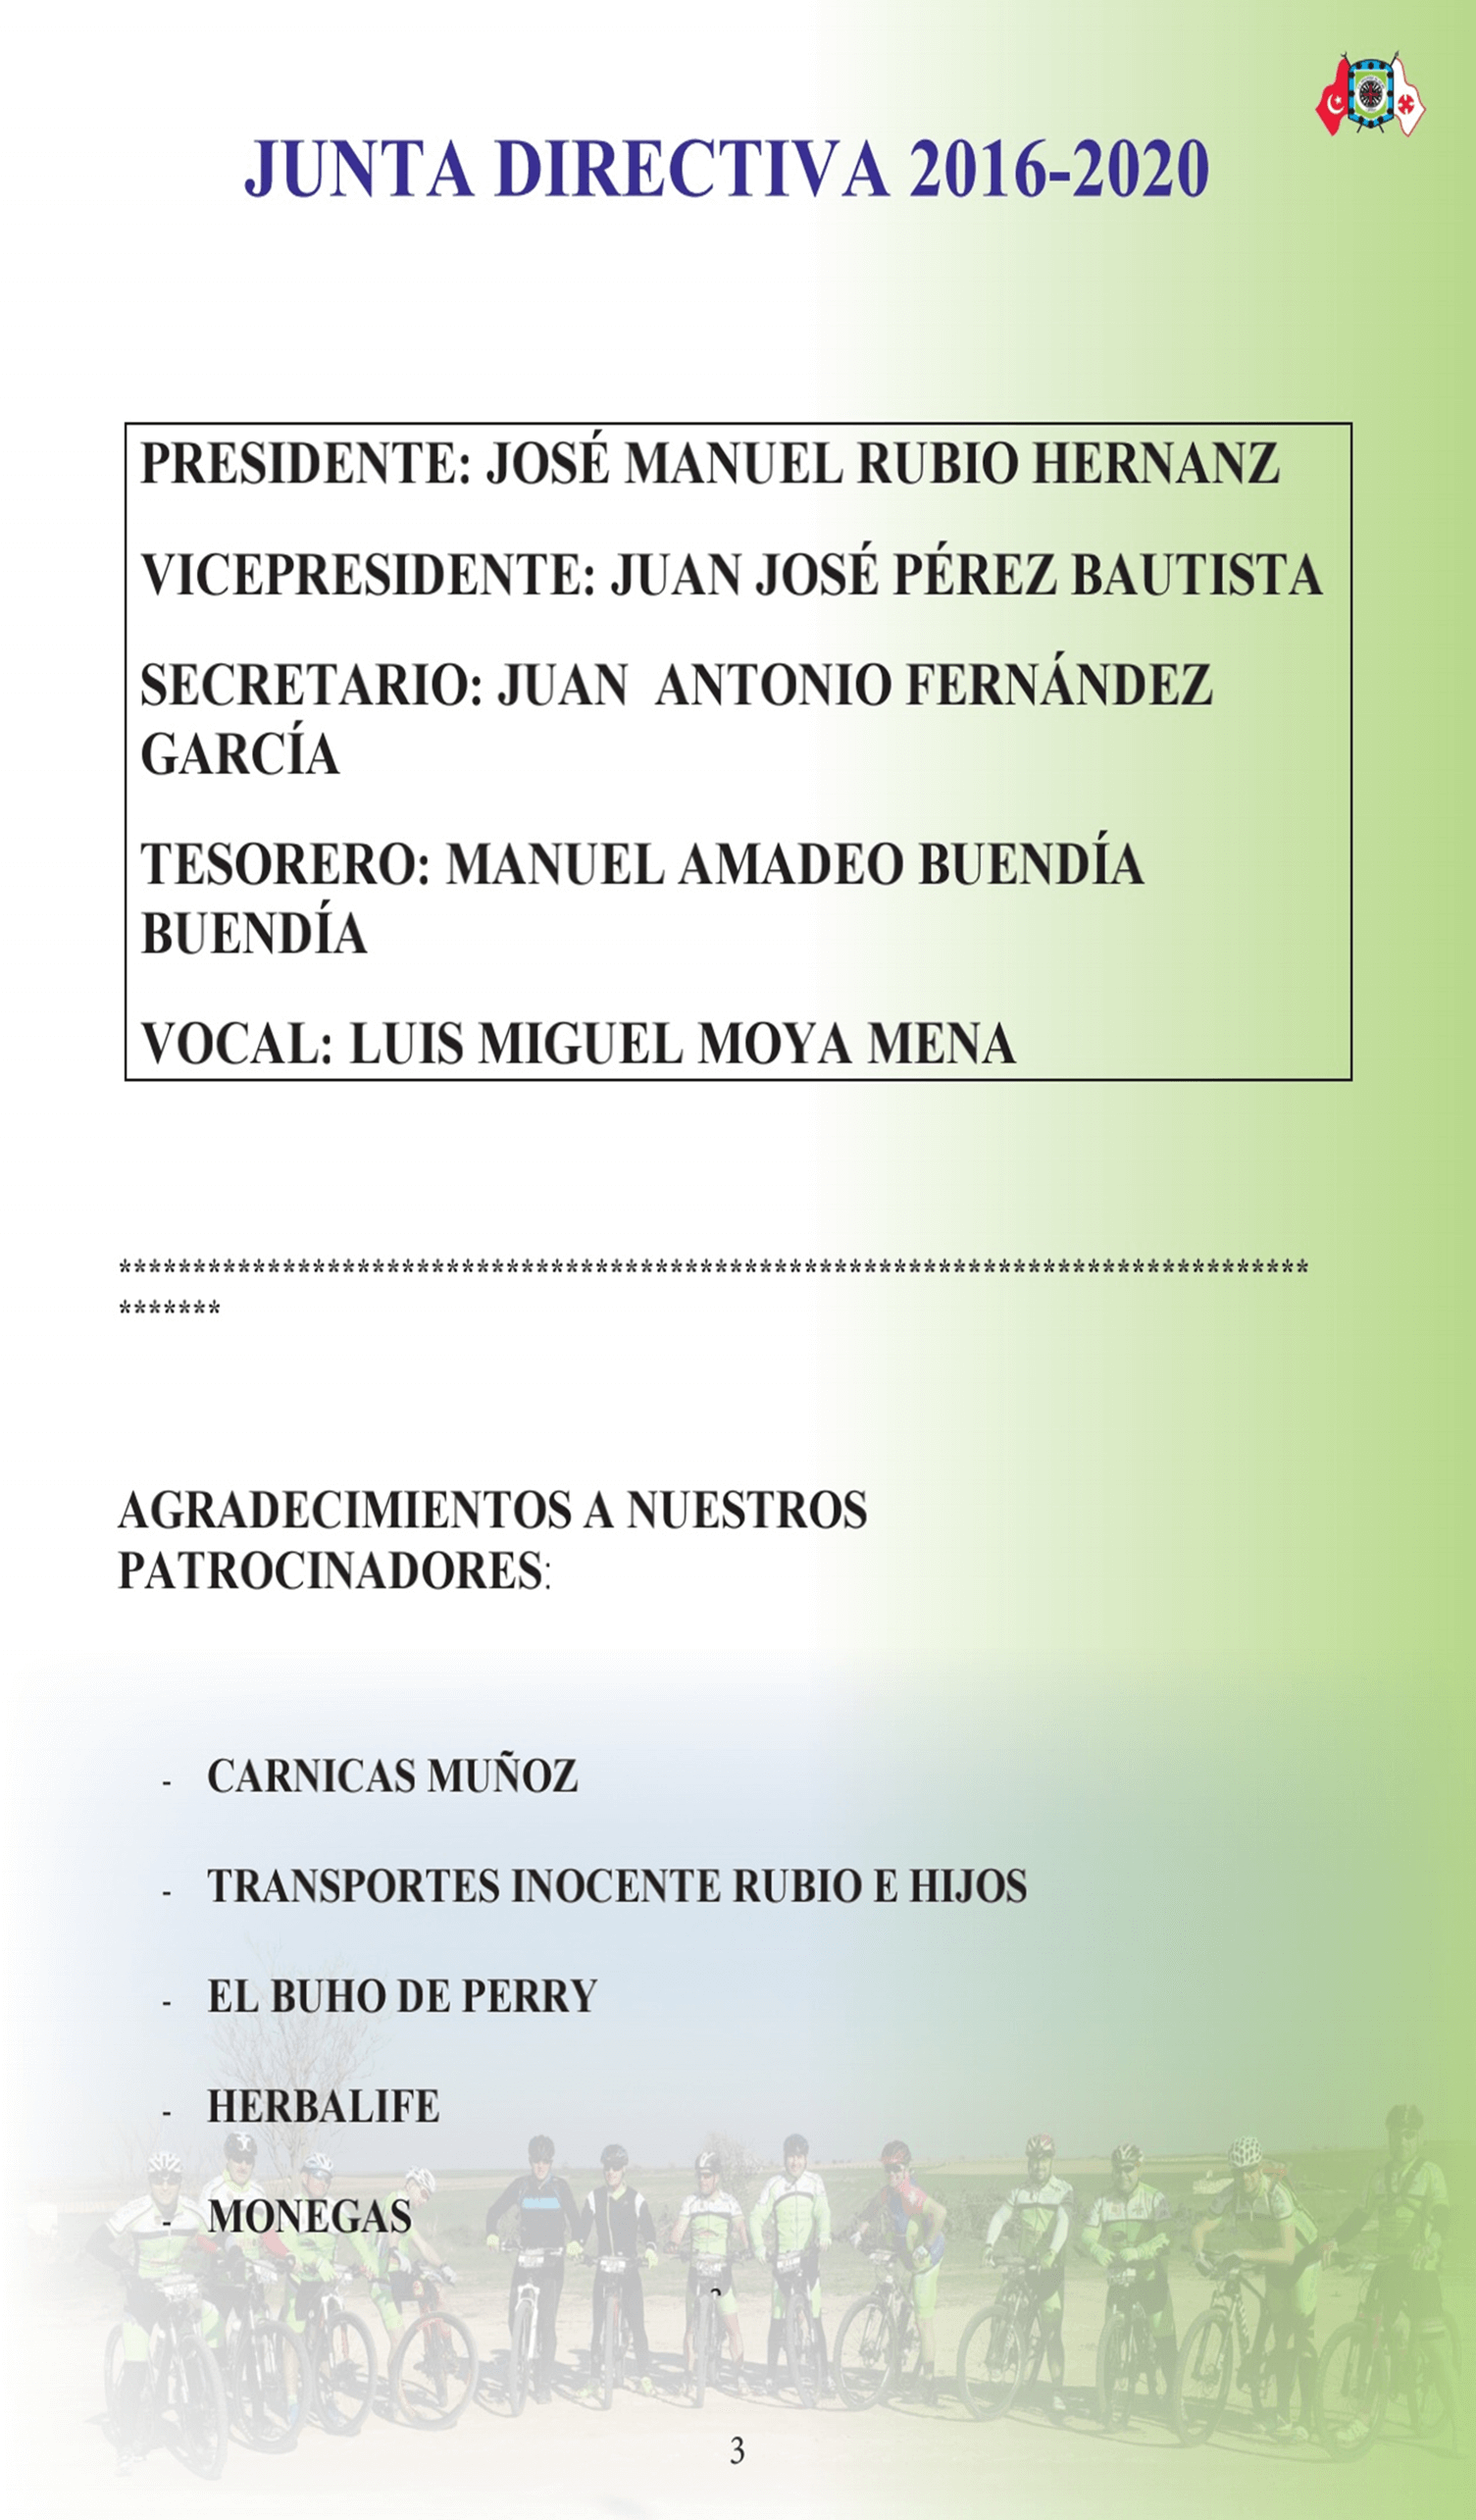 JUNTA DIRECTIVA 2016-2020
PRESIDENTE: JOSÉ MANUEL RUBIO HERNANZ
VICEPRESIDENTE: JUAN JOSÉ PÉREZ BAUTISTA
SECRETARIO: JUAN  ANTONIO FERNÁNDEZ
GARCÍA
TESORERO: MANUEL AMADEO BUENDÍA
BUENDÍA
VOCAL: LUIS MIGUEL MOYA MENA
********************************************************************************
*******
AGRADECIMIENTOS A NUESTROS
PATROCINADORES:
- CARNICAS MUÑOZ
- TRANSPORTES INOCENTE RUBIO E HIJOS
- EL BUHO DE PERRY
- HERBALIFE
- MONEGAS
3